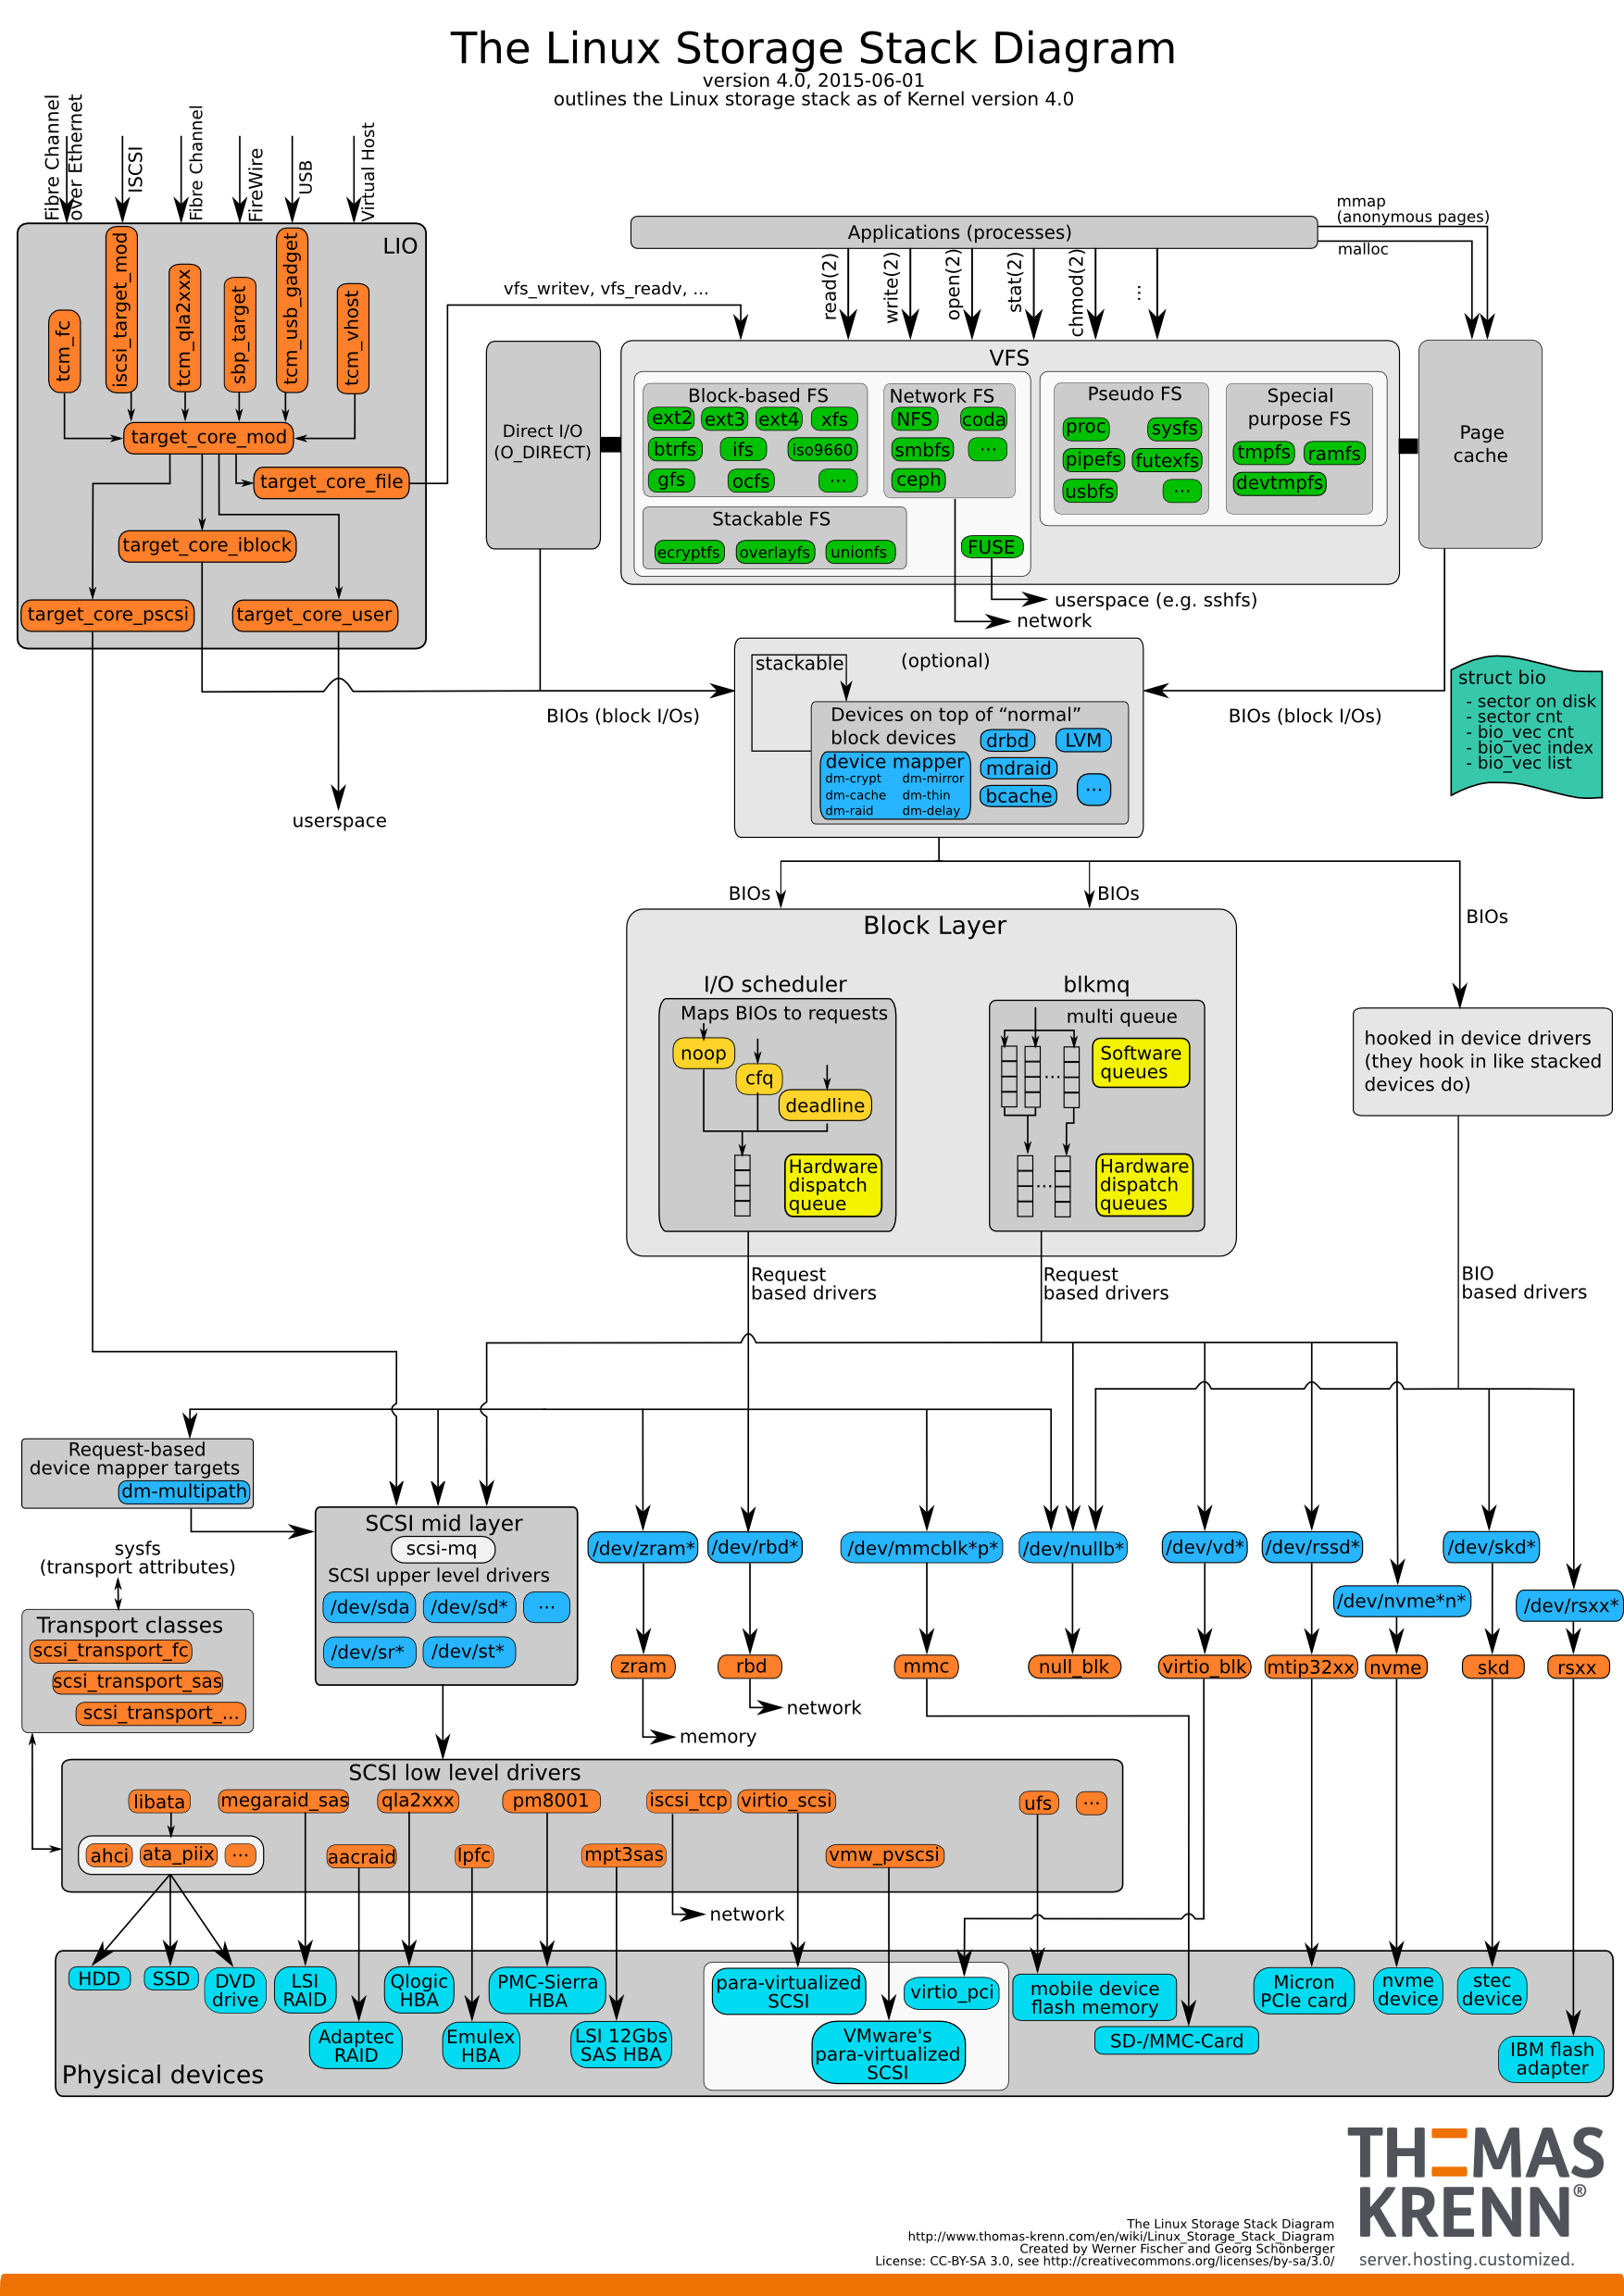 The Linux Storage Stack Diagram
version 4.0, 2015-06-01
outlines the Linux storage stack as of Kernel version 4.0
Fibre Channel
over Ethernet
ISCSI
Fibre Channel
FireWire
USB
Virtual Host
LIO
tcm_fc
iscsi_target_mod
tcm_qla2xxx
sbp_target
tcm_usb_gadget
tcm_vhost
target_core_mod
target_core_file
target_core_iblock
target_core_pscsi
target_core_user
userspace
vfs_writev, vfs_readv, ...
Applications (processes)
mmap
(anonymous pages)
malloc
read(2)
write(2)
open(2)
stat(2)
chmod(2)
...
Direct I/O
(O_DIRECT)
VFS
Block-based FS
ext2 ext3 ext4 xfs
btrfs ifs iso9660
gfs ocfs ...
Network FS
NFS coda
smbfs ...
ceph
Pseudo FS
proc sysfs
pipefs futexfs
usbfs ...
Special
purpose FS
tmpfs ramfs
devtmpfs
Stackable FS
ecryptfs overlayfs unionfs
FUSE
Page
cache
userspace (e.g. sshfs)
network
stackable
(optional)
BIOs (block I/Os)
BIOs (block I/Os)
Devices on top of “normal”
block devices
drbd LVM
device mapper
dm-crypt dm-mirror
dm-cache dm-thin
dm-raid dm-delay
mdraid
bcache
...
struct bio
- sector on disk
- sector cnt
- bio_vec cnt
- bio_vec index
- bio_vec list
BIOs
BIOs
BIOs
Block Layer
I/O scheduler
Maps BIOs to requests
noop
cfq
deadline
Hardware
dispatch
queue
blkmq
multi queue
Software
queues
...
Hardware
dispatch
queues
...
hooked in device drivers
(they hook in like stacked
devices do)
Request
based drivers
Request
based drivers
BIO
based drivers
Request-based
device mapper targets
dm-multipath
sysfs
(transport attributes)
Transport classes
scsi_transport_fc
scsi_transport_sas
scsi_transport_...
SCSI mid layer
scsi-mq
SCSI upper level drivers
/dev/sda /dev/sd* ...
/dev/sr* /dev/st*
/dev/zram* /dev/rbd* /dev/mmcblk*p* /dev/nullb* /dev/vd* /dev/rssd* /dev/skd*
/dev/nvme*n* /dev/rsxx*
zram rbd mmc null_blk virtio_blk mtip32xx nvme skd rsxx
network
memory
SCSI low level drivers
libata megaraid_sas qla2xxx pm8001 iscsi_tcp virtio_scsi ufs ...
ahci ata_piix ... aacraid lpfc mpt3sas vmw_pvscsi
network
HDD
SSD
DVD
drive
LSI
RAID
Adaptec
RAID
Qlogic
HBA
Emulex
HBA
PMC-Sierra
HBA
LSI 12Gbs
SAS HBA
para-virtualized
SCSI
VMware's
para-virtualized
SCSI
virtio_pci
mobile device
flash memory
SD-/MMC-Card
Micron
PCIe card
nvme
device
stec
device
IBM flash
adapter
Physical devices
THOMAS
KRENN®
server.hosting.customized.
The Linux Storage Stack Diagram
http://www.thomas-krenn.com/en/wiki/Linux_Storage_Stack_Diagram
Created by Werner Fischer and Georg Schönberger
License: CC-BY-SA 3.0, see http://creativecommons.org/licenses/by-sa/3.0/